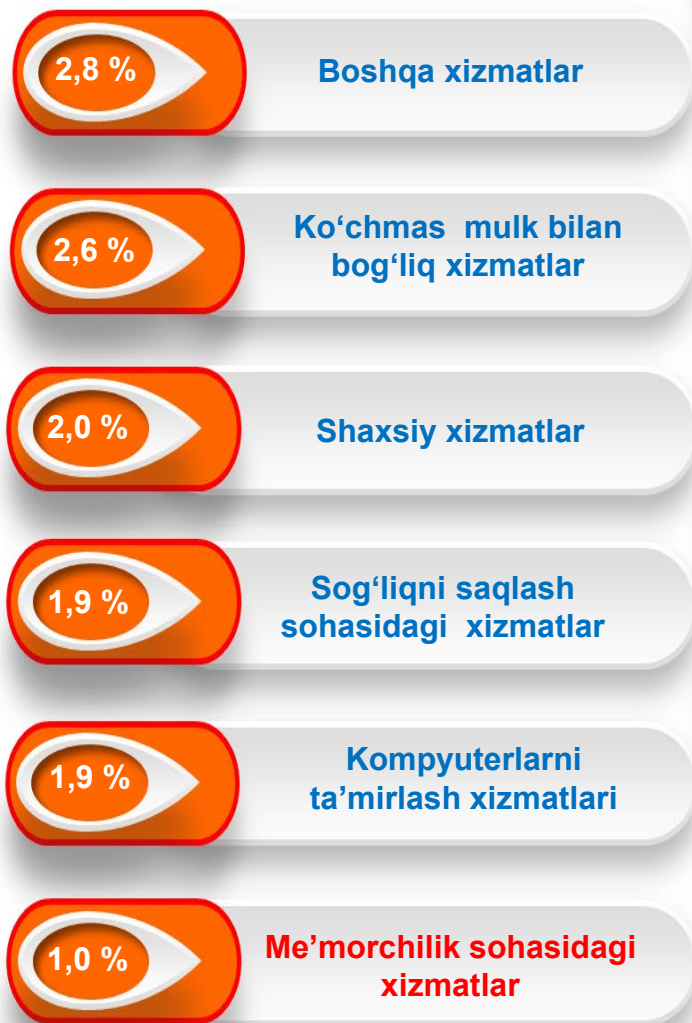 2,8 %
Boshqa xizmatlar
2,6 %
Ko‘chmas mulk bilan
bog‘liq xizmatlar
2,0 %
Shaxsiy xizmatlar
1,9 %
Sog‘liqni saqlash
sohasidagi xizmatlar
1,9 %
Kompyuterlarni
ta’mirlash xizmatlari
1,0 %
Me’morchilik sohasidagi
xizmatlar